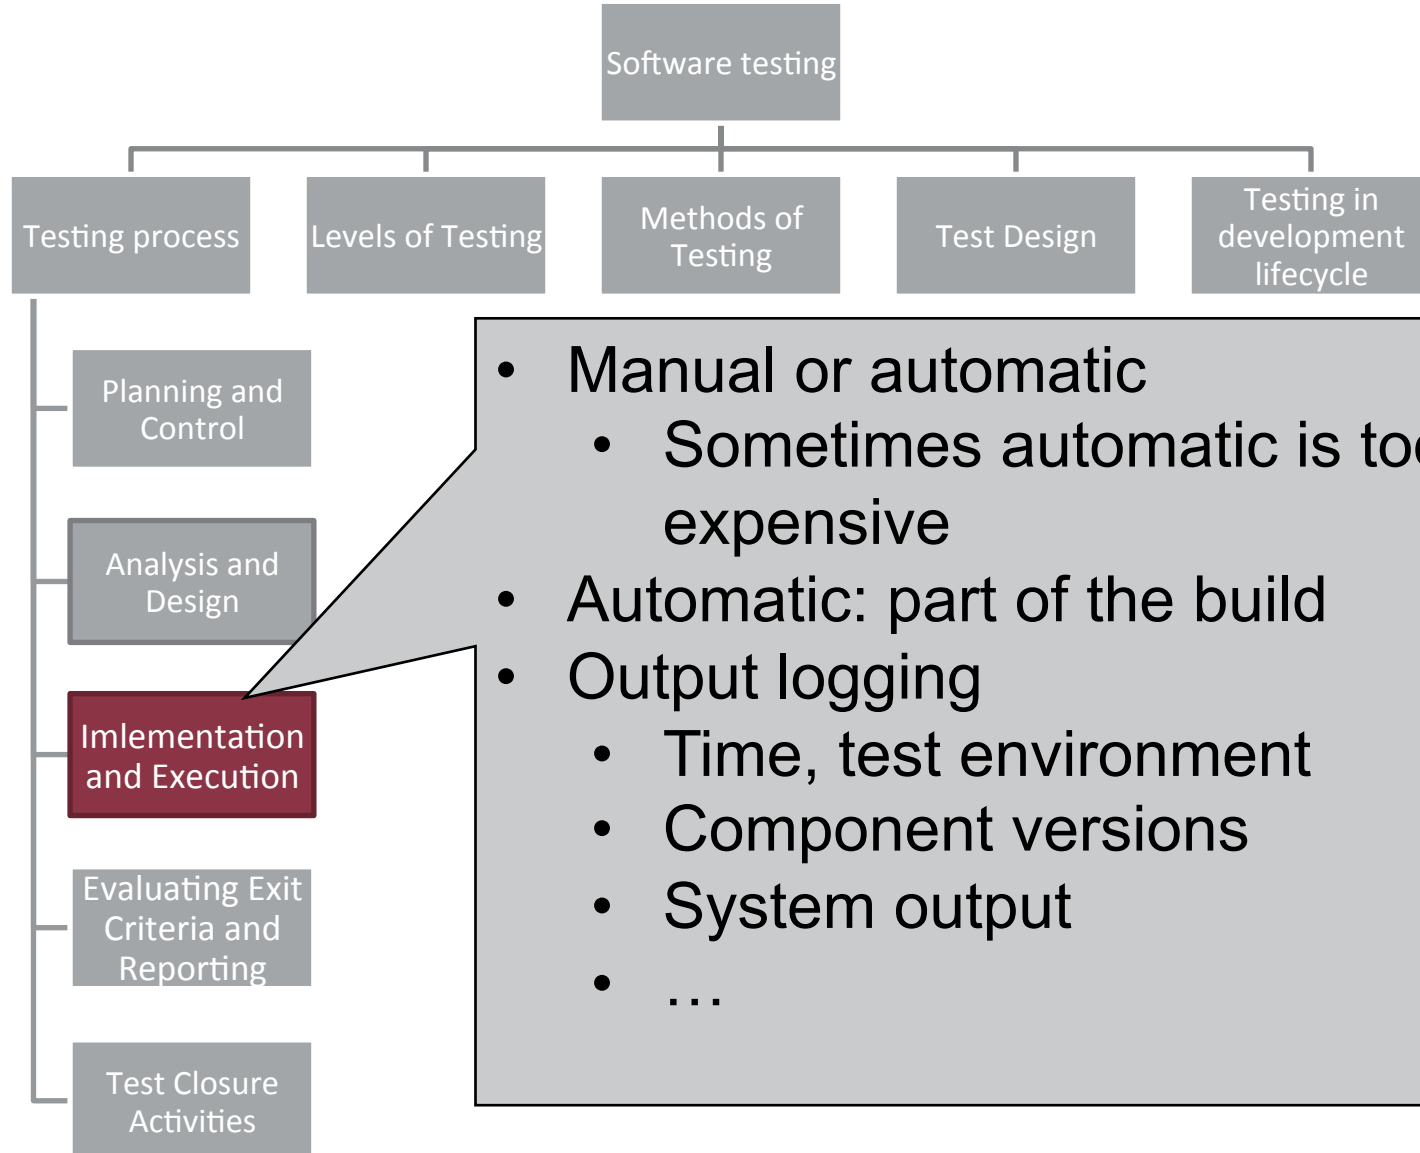 Software testing
Testing process
Levels of Testing
Methods of
Testing
Test Design
Testing in
development
lifecycle
Planning and
Control
Analysis and
Design
Imlementation
and Execution
Evaluating Exit
Criteria and
Reporting
Test Closure
Activities
• Manual or automatic
• Sometimes automatic is
expensive
• Automatic: part of the build
• Output logging
• Time, test environment
• Component versions
• System output
• …